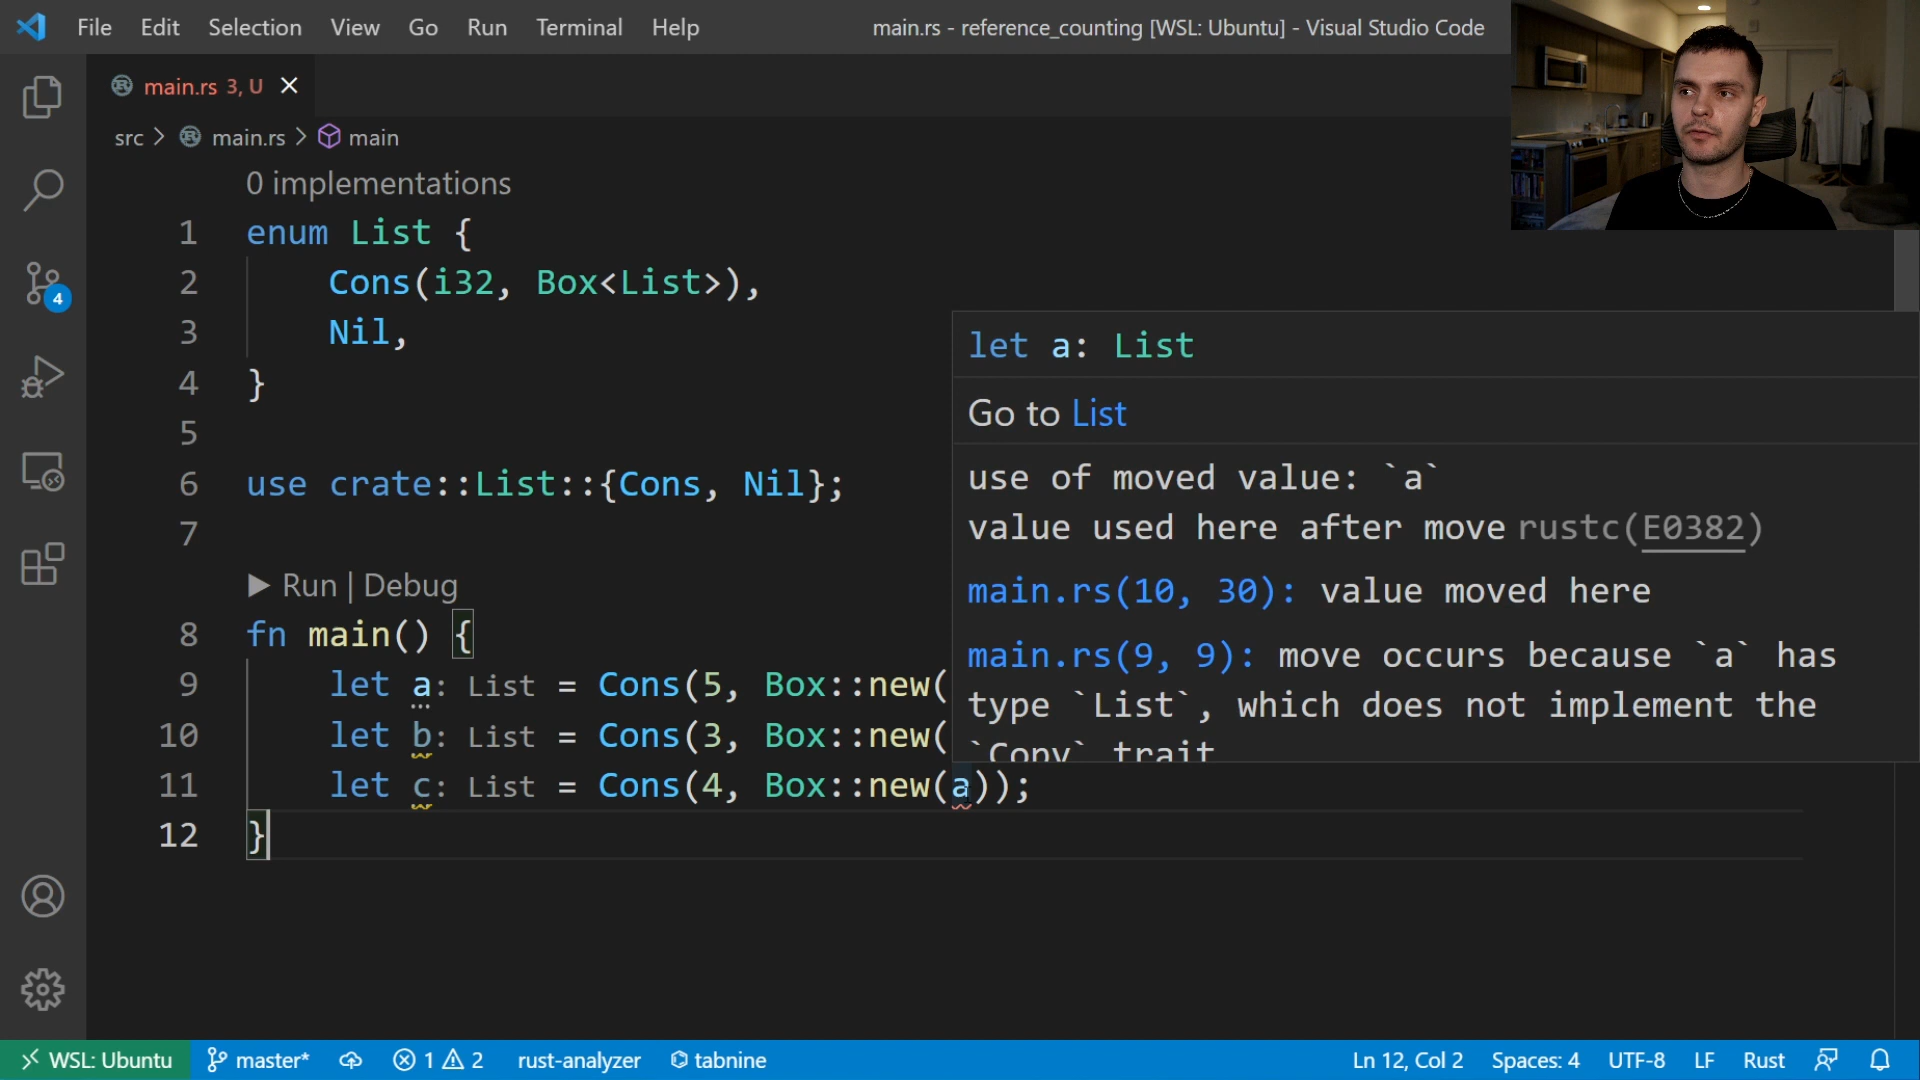 File Edit Selection View Go Run Terminal Help main.rs - reference_counting [WSL: Ubuntu] - Visual Studio Code
main.rs 3, U
src > main.rs > main
0 implementations
1 enum List {
2 Cons(i32, Box<List>),
3 Nil,
4 }
5
6 use crate::List::{Cons, Nil};
7
Run | Debug
8 fn main() {
9 let a: List = Cons(5, Box::new(
10 let b: List = Cons(3, Box::new(
11 let c: List = Cons(4, Box::new(a));
12 }
let a: List
Go to List
use of moved value: `a`
value used here after move rustc(E0382)
main.rs(10, 30): value moved here
main.rs(9, 9): move occurs because `a` has
type `List`, which does not implement the
`Copy` trait
4
WSL: Ubuntu master* 1 2 rust-analyzer tabnine Ln 12, Col 2 Spaces: 4 UTF-8 LF Rust